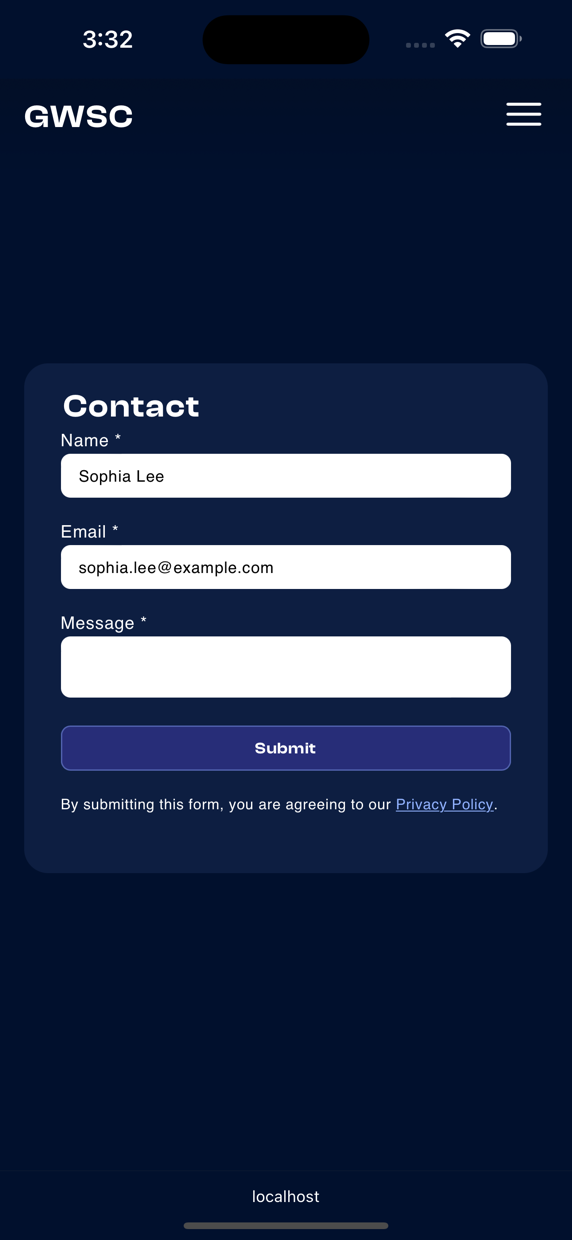 3:32
GWSC
Contact
Name *
Sophia Lee
Email *
sophia.lee@example.com
Message *
Submit
By submitting this form, you are agreeing to our Privacy Policy.
localhost